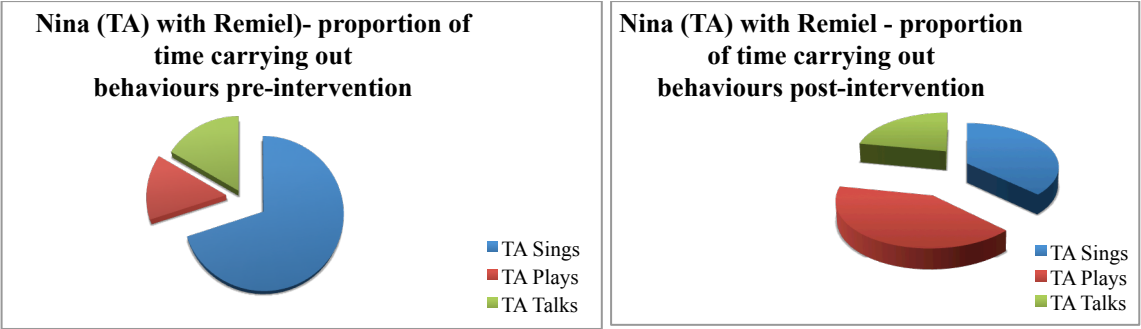 Nina (TA) with Remiel)- proportion of
time carrying out
behaviours pre-intervention
TA Sings
TA Plays
TA Talks
Nina (TA) with Remiel - proportion
of time carrying out
behaviours post-intervention
TA Sings
TA Plays
TA Talks